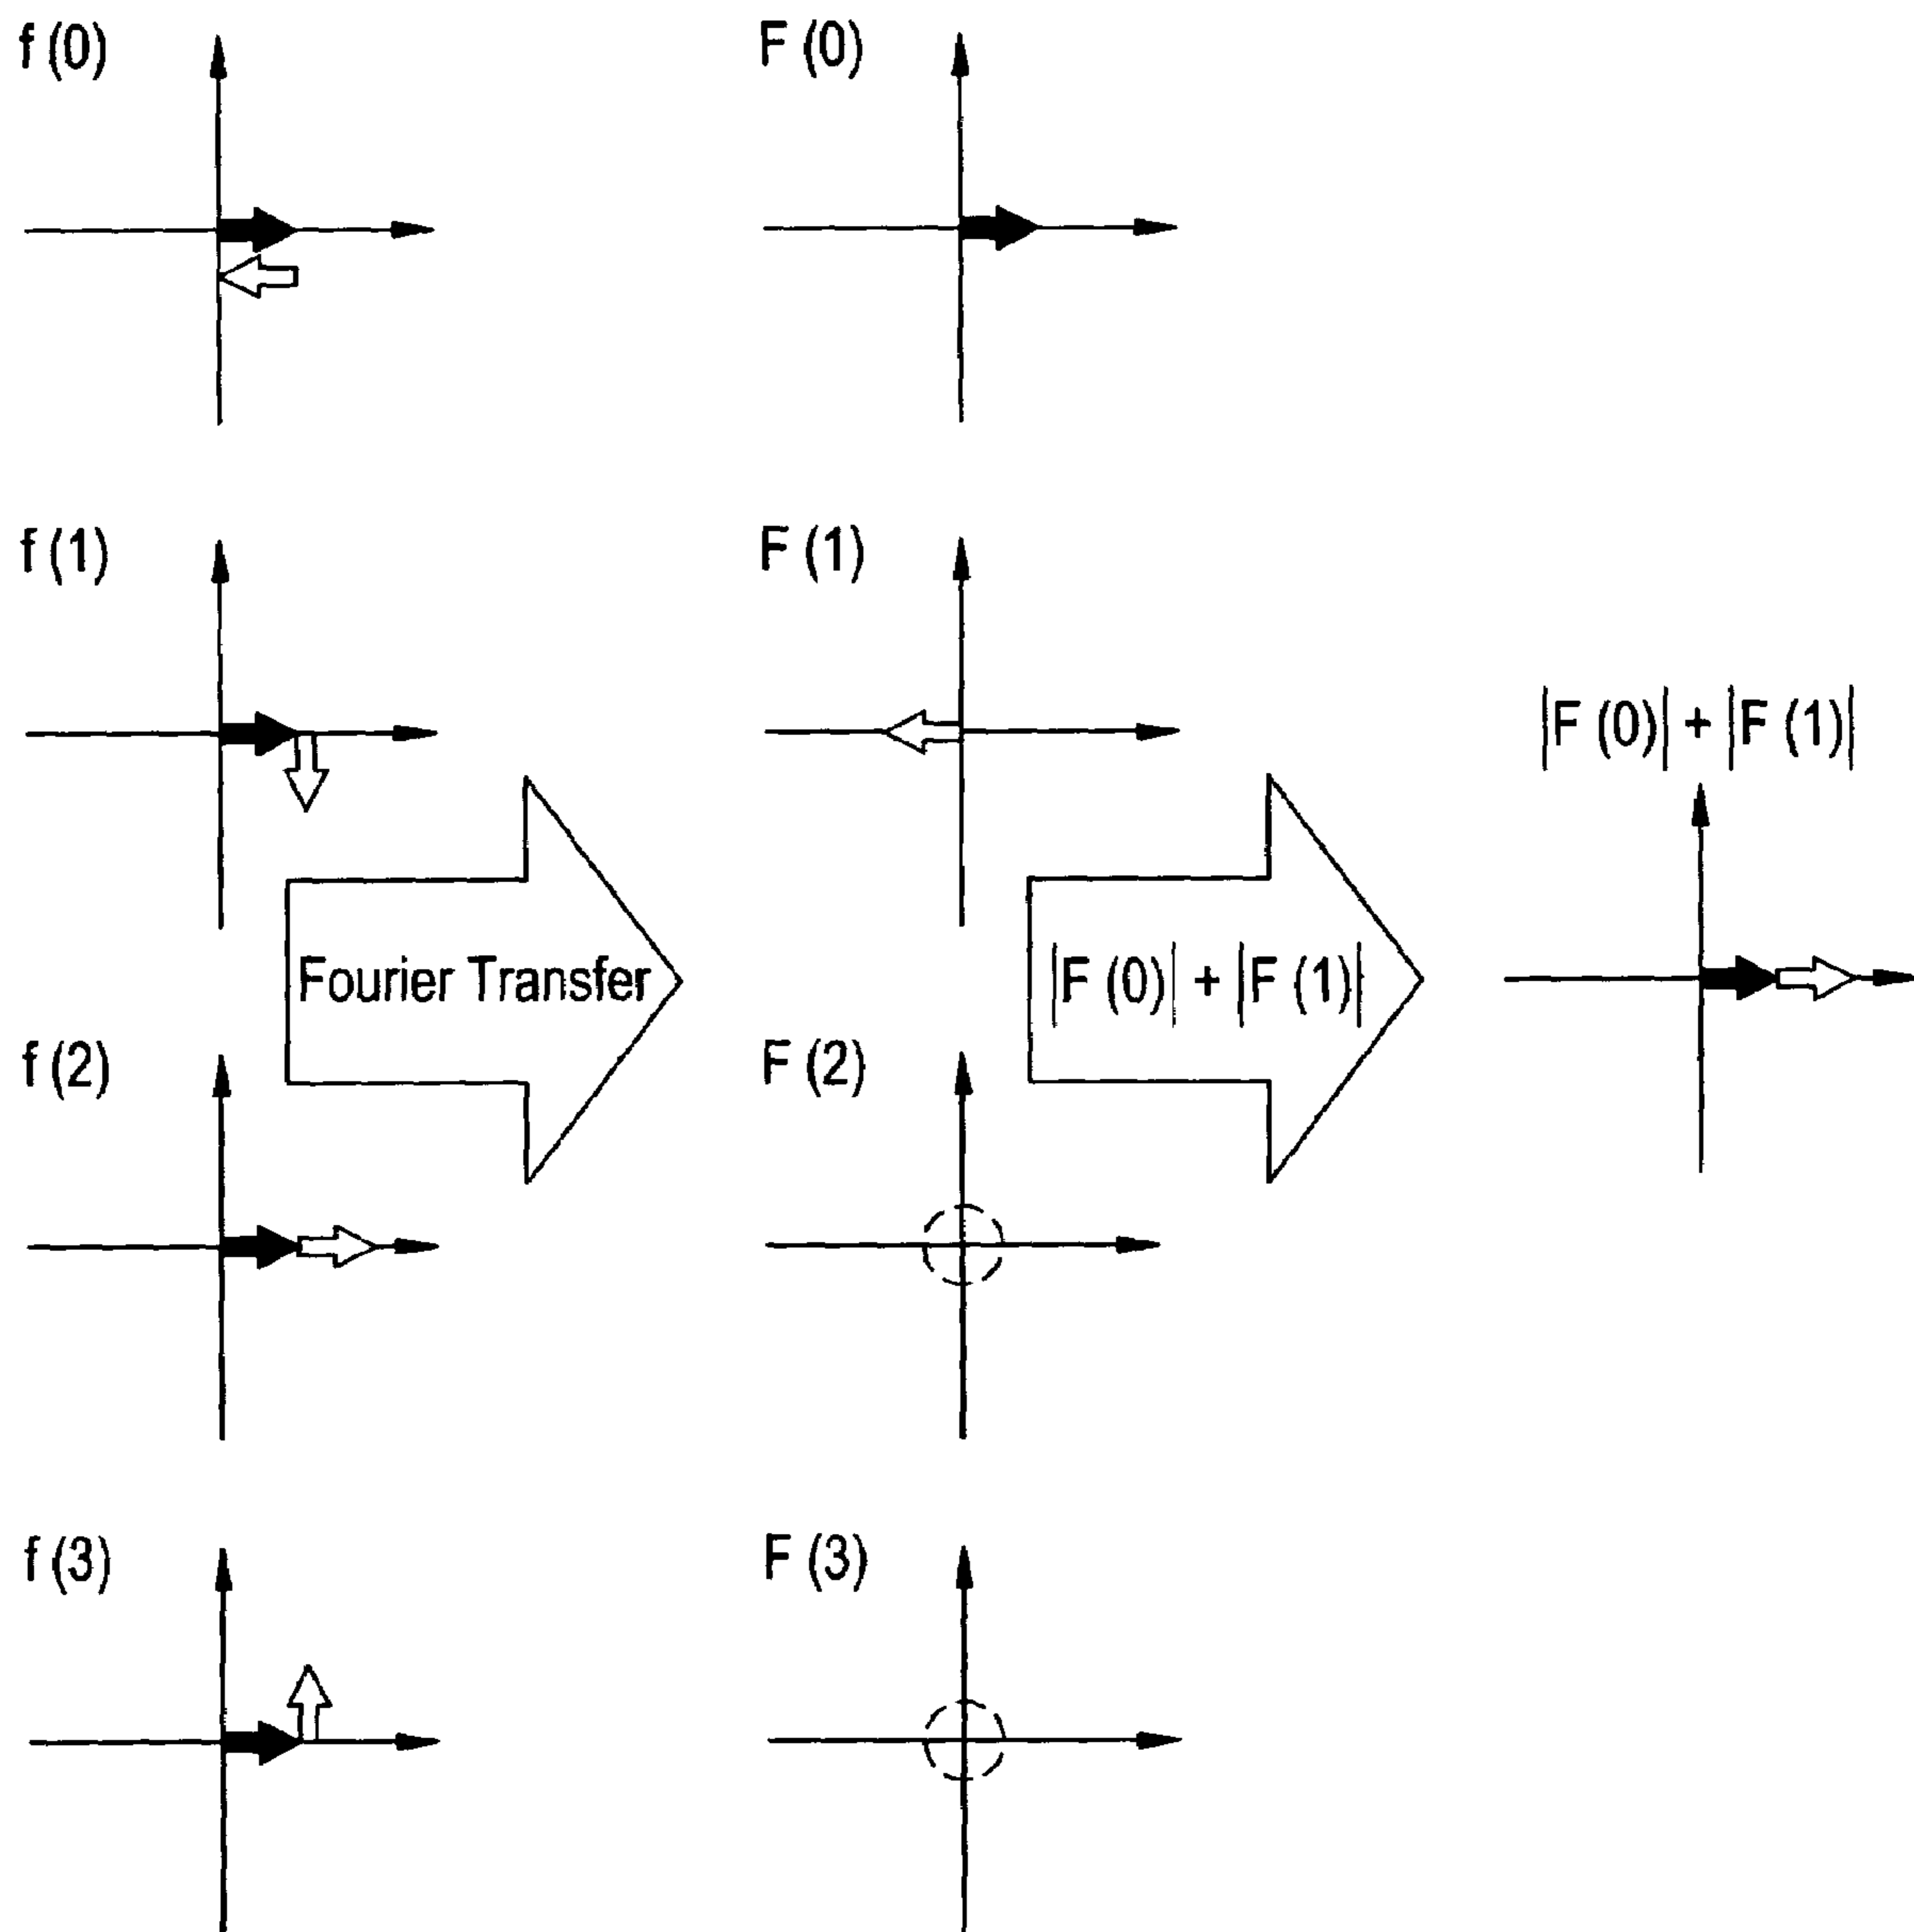 f (0)
F (0)
f (1)
F (1)
|F (0)| + |F (1)|
Fourier Transfer
|F (0)| + |F (1)|
f (2)
F (2)
f (3)
F (3)